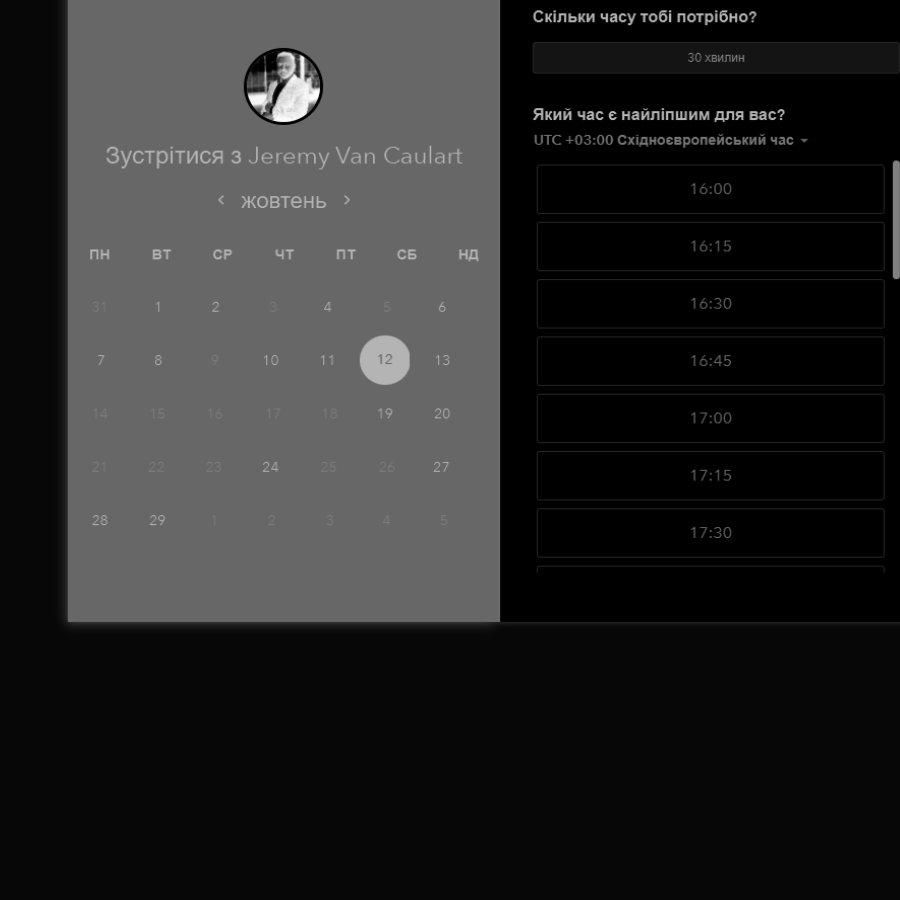 Зустрітися з Jeremy Van Caulart
жовтень
ПН ВТ СР ЧТ ПТ СБ НД
31 1 2 3 4 5 6
7 8 9 10 11 12 13
14 15 16 17 18 19 20
21 22 23 24 25 26 27
28 29 1 2 3 4 5
Скільки часу тобі потрібно?
30 хвилин
Який час є найліпшим для вас?
UTC +03:00 Східноєвропейський час
16:00
16:15
16:30
16:45
17:00
17:15
17:30